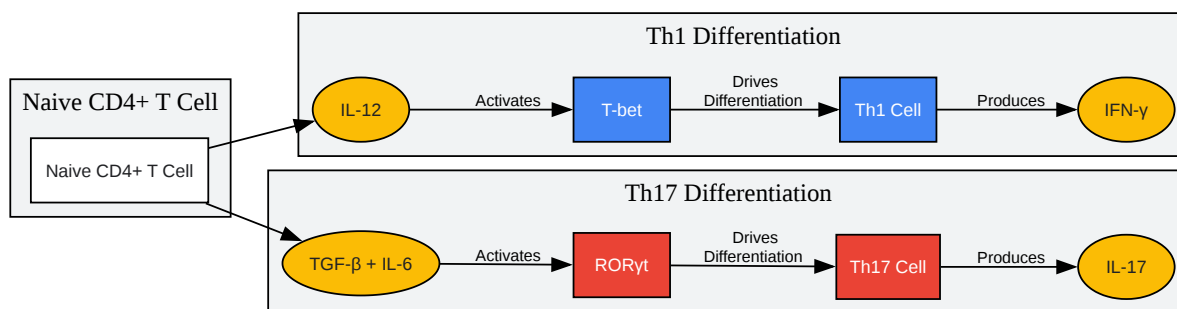 Th1 Differentiation
Naive CD4+ T Cell
Naive CD4+ T Cell
IL-12
Activates
T-bet
Drives
Differentiation
Th1 Cell
Produces
IFN-γ
Th17 Differentiation
TGF-β + IL-6
Activates
RORγt
Drives
Differentiation
Th17 Cell
Produces
IL-17